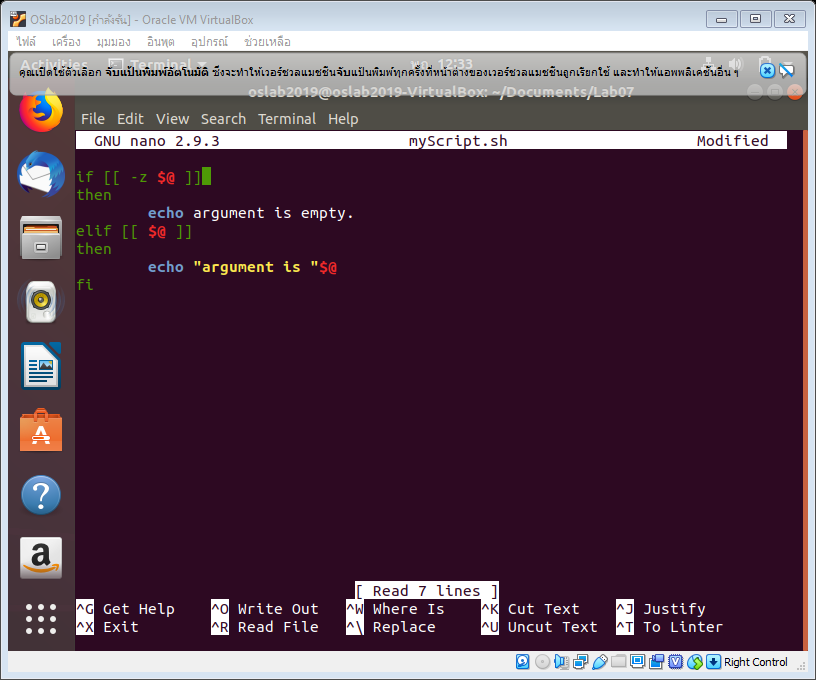 OSlab2019 [กำลังรัน] - Oracle VM VirtualBox
ไฟล์ เครื่อง มุมมอง อินพุต อุปกรณ์ ช่วยเหลือ
Activities Terminal พฤ. 12:33
คุณเปิดใช้ตัวเลือก จับแป้นพิมพ์อัตโนมัติ ซึ่งจะทำให้เวอร์ชวลแมชชีนจับแป้นพิมพ์ทุกครั้งที่หน้าต่างของเวอร์ชวลแมชชีนถูกเรียกใช้ และทำให้แอพพลิเคชั่นอื่น ๆ
oslab2019@oslab2019-VirtualBox: ~/Documents/Lab07
File Edit View Search Terminal Help
GNU nano 2.9.3 myScript.sh Modified
if [[ -z $@ ]]
then
echo argument is empty.
elif [[ $@ ]]
then
echo "argument is "$@
fi
[ Read 7 lines ]
^G Get Help ^O Write Out ^W Where Is ^K Cut Text ^J Justify
^X Exit ^R Read File ^\ Replace ^U Uncut Text ^T To Linter
Right Control